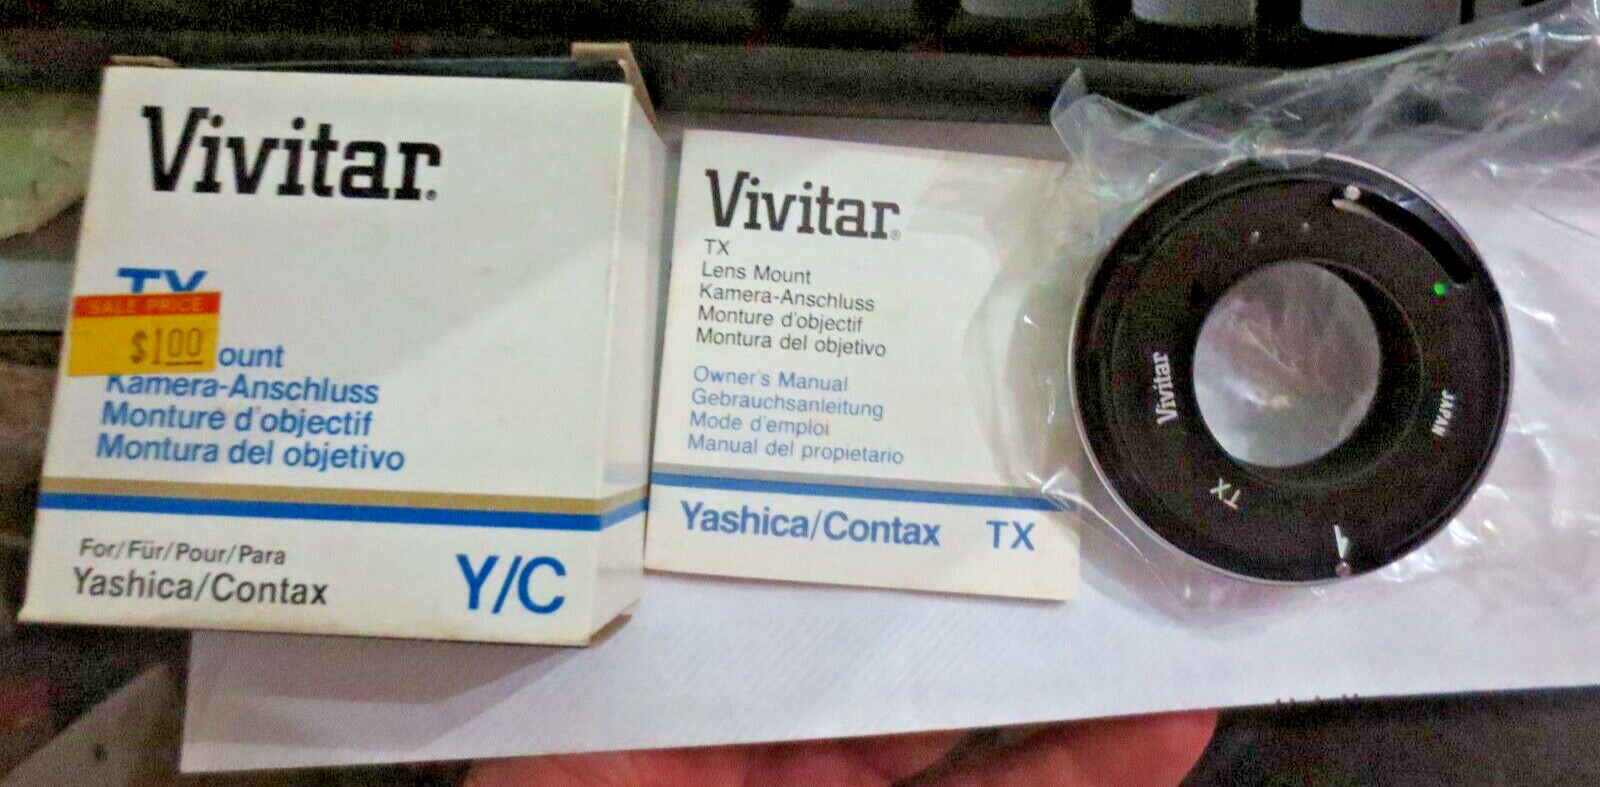 Vivitar®
TX
SALE PRICE
$1.00
ount
Kamera-Anschluss
Monture d'objectif
Montura del objetivo
For/Für/Pour/Para
Yashica/Contax
Y/C
Vivitar®
TX
Lens Mount
Kamera-Anschluss
Monture d'objectif
Montura del objetivo
Owner's Manual
Gebrauchsanleitung
Mode d'emploi
Manual del propietario
Yashica/Contax TX
Vivitar
TX
JAPAN